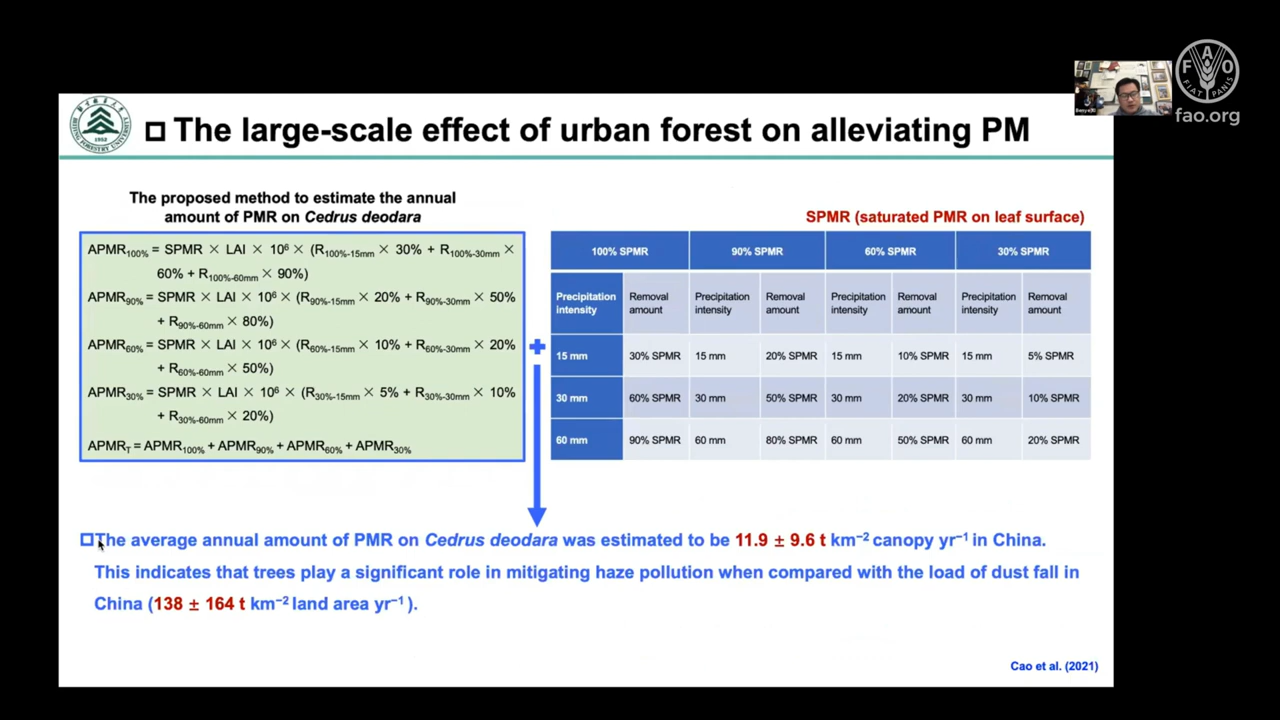 F A O
FIAT PANIS
fao.org
□ The large-scale effect of urban forest on alleviating PM
The proposed method to estimate the annual
amount of PMR on Cedrus deodara
APMR100% = SPMR × LAI × 10⁶ × (R100%-15mm × 30% + R100%-30mm ×
60% + R100%-60mm × 90%)
APMR90% = SPMR × LAI × 10⁶ × (R90%-15mm × 20% + R90%-30mm × 50%
+ R90%-60mm × 80%)
APMR60% = SPMR × LAI × 10⁶ × (R60%-15mm × 10% + R60%-30mm × 20%
+ R60%-60mm × 50%)
APMR30% = SPMR × LAI × 10⁶ × (R30%-15mm × 5% + R30%-30mm × 10%
+ R30%-60mm × 20%)
APMRT = APMR100% + APMR90% + APMR60% + APMR30%
SPMR (saturated PMR on leaf surface)
100% SPMR 90% SPMR 60% SPMR 30% SPMR
Precipitation intensity Removal amount Precipitation intensity Removal amount Precipitation intensity Removal amount Precipitation intensity Removal amount
15 mm 30% SPMR 15 mm 20% SPMR 15 mm 10% SPMR 15 mm 5% SPMR
30 mm 60% SPMR 30 mm 50% SPMR 30 mm 20% SPMR 30 mm 10% SPMR
60 mm 90% SPMR 60 mm 80% SPMR 60 mm 50% SPMR 60 mm 20% SPMR
□The average annual amount of PMR on Cedrus deodara was estimated to be 11.9 ± 9.6 t km⁻² canopy yr⁻¹ in China.
This indicates that trees play a significant role in mitigating haze pollution when compared with the load of dust fall in
China (138 ± 164 t km⁻² land area yr⁻¹ ).
Cao et al. (2021)